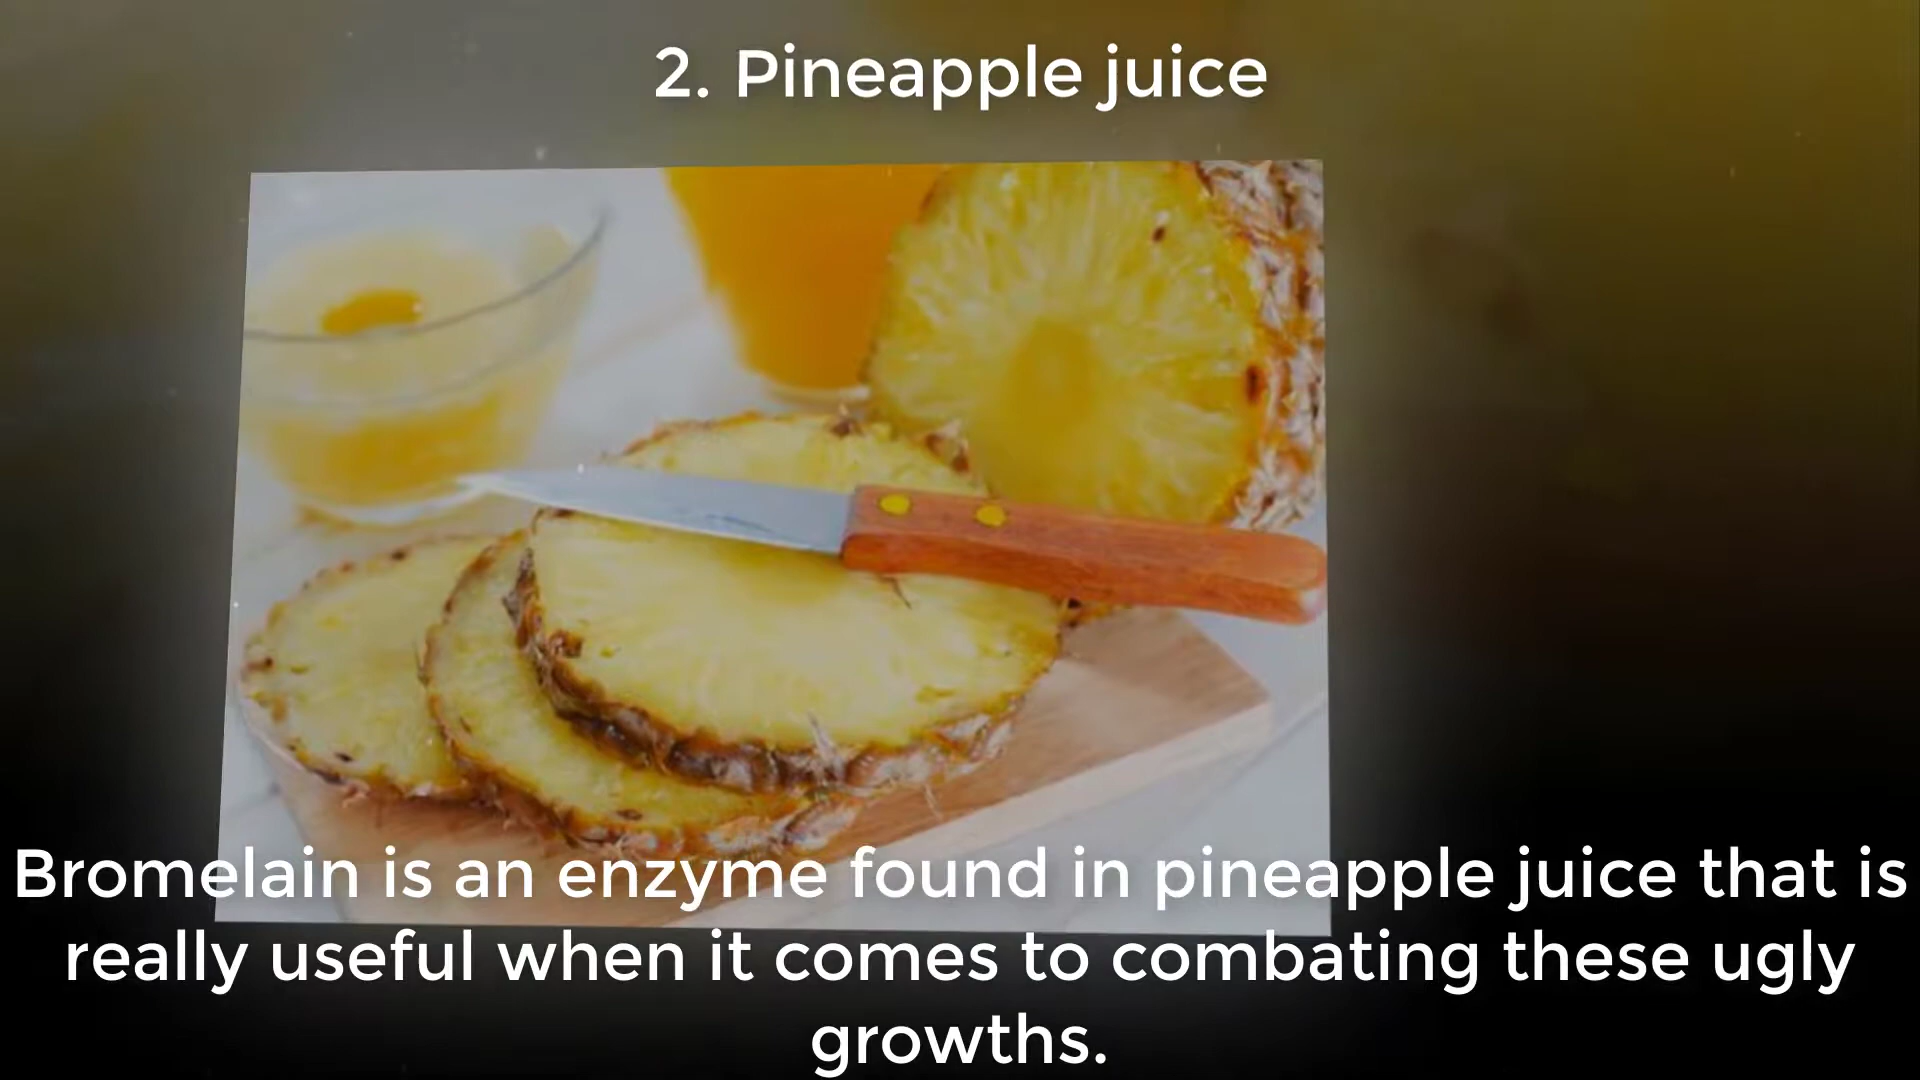 2. Pineapple juice
Bromelain is an enzyme found in pineapple juice that is
really useful when it comes to combating these ugly
growths.